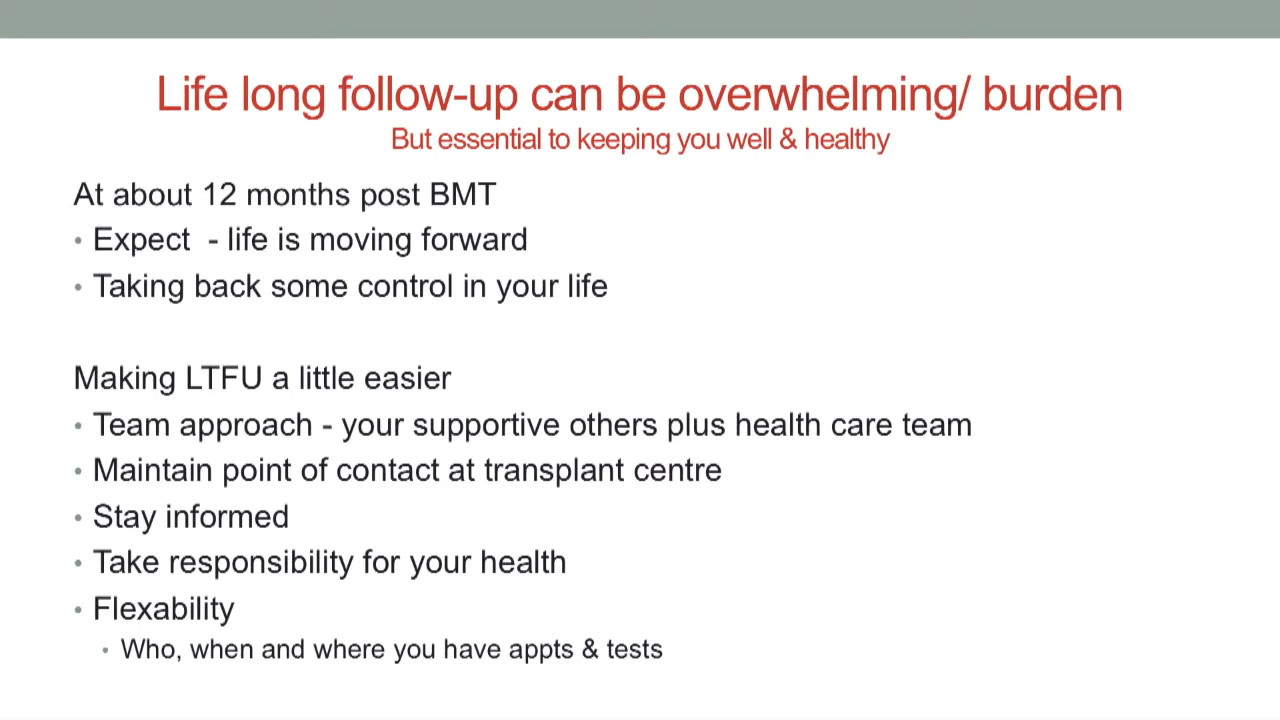 Life long follow-up can be overwhelming/ burden
But essential to keeping you well & healthy
At about 12 months post BMT
• Expect  - life is moving forward
• Taking back some control in your life
Making LTFU a little easier
• Team approach - your supportive others plus health care team
• Maintain point of contact at transplant centre
• Stay informed
• Take responsibility for your health
• Flexability
• Who, when and where you have appts & tests